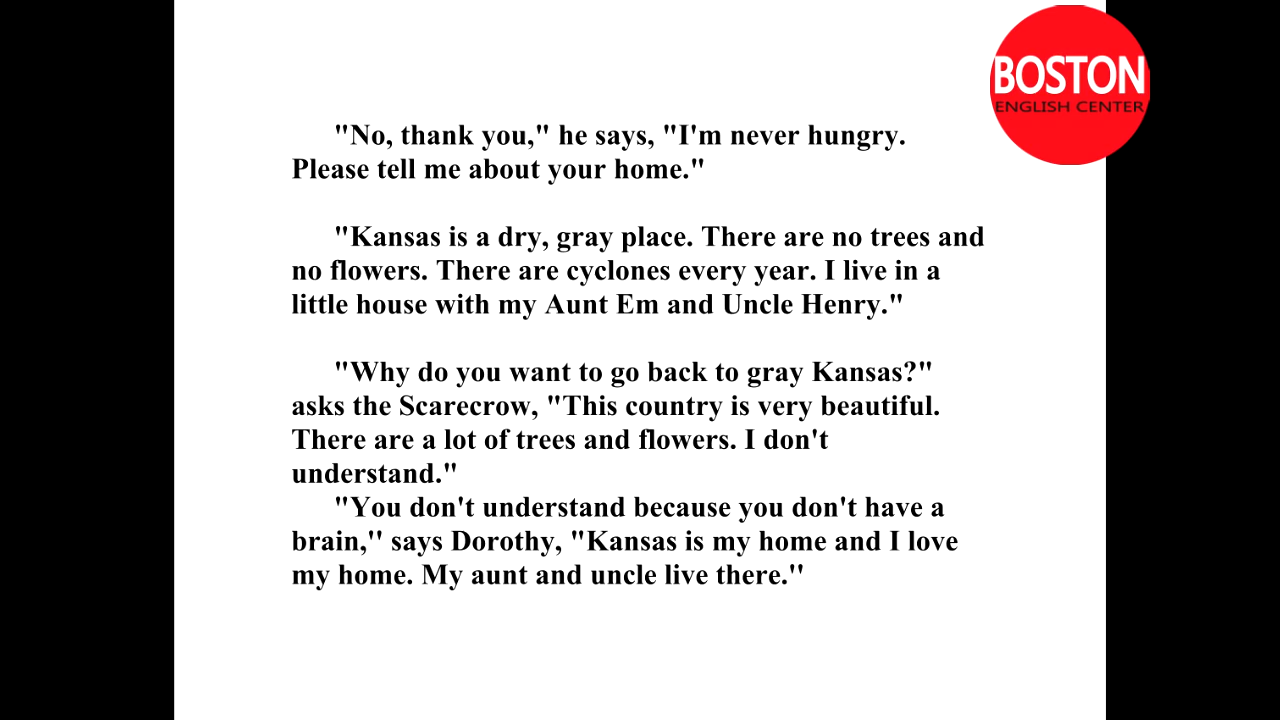 BOSTON
ENGLISH CENTER
"No, thank you," he says, "I'm never hungry.
Please tell me about your home."
"Kansas is a dry, gray place. There are no trees and
no flowers. There are cyclones every year. I live in a
little house with my Aunt Em and Uncle Henry."
"Why do you want to go back to gray Kansas?"
asks the Scarecrow, "This country is very beautiful.
There are a lot of trees and flowers. I don't
understand."
"You don't understand because you don't have a
brain,'' says Dorothy, "Kansas is my home and I love
my home. My aunt and uncle live there.''